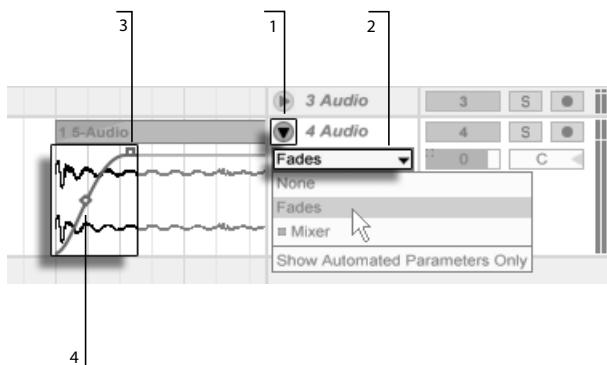 3
1
2
3 Audio
3
S
1 5-Audio
4 Audio
4
S
Fades
0
C
None
Fades
Mixer
Show Automated Parameters Only
4